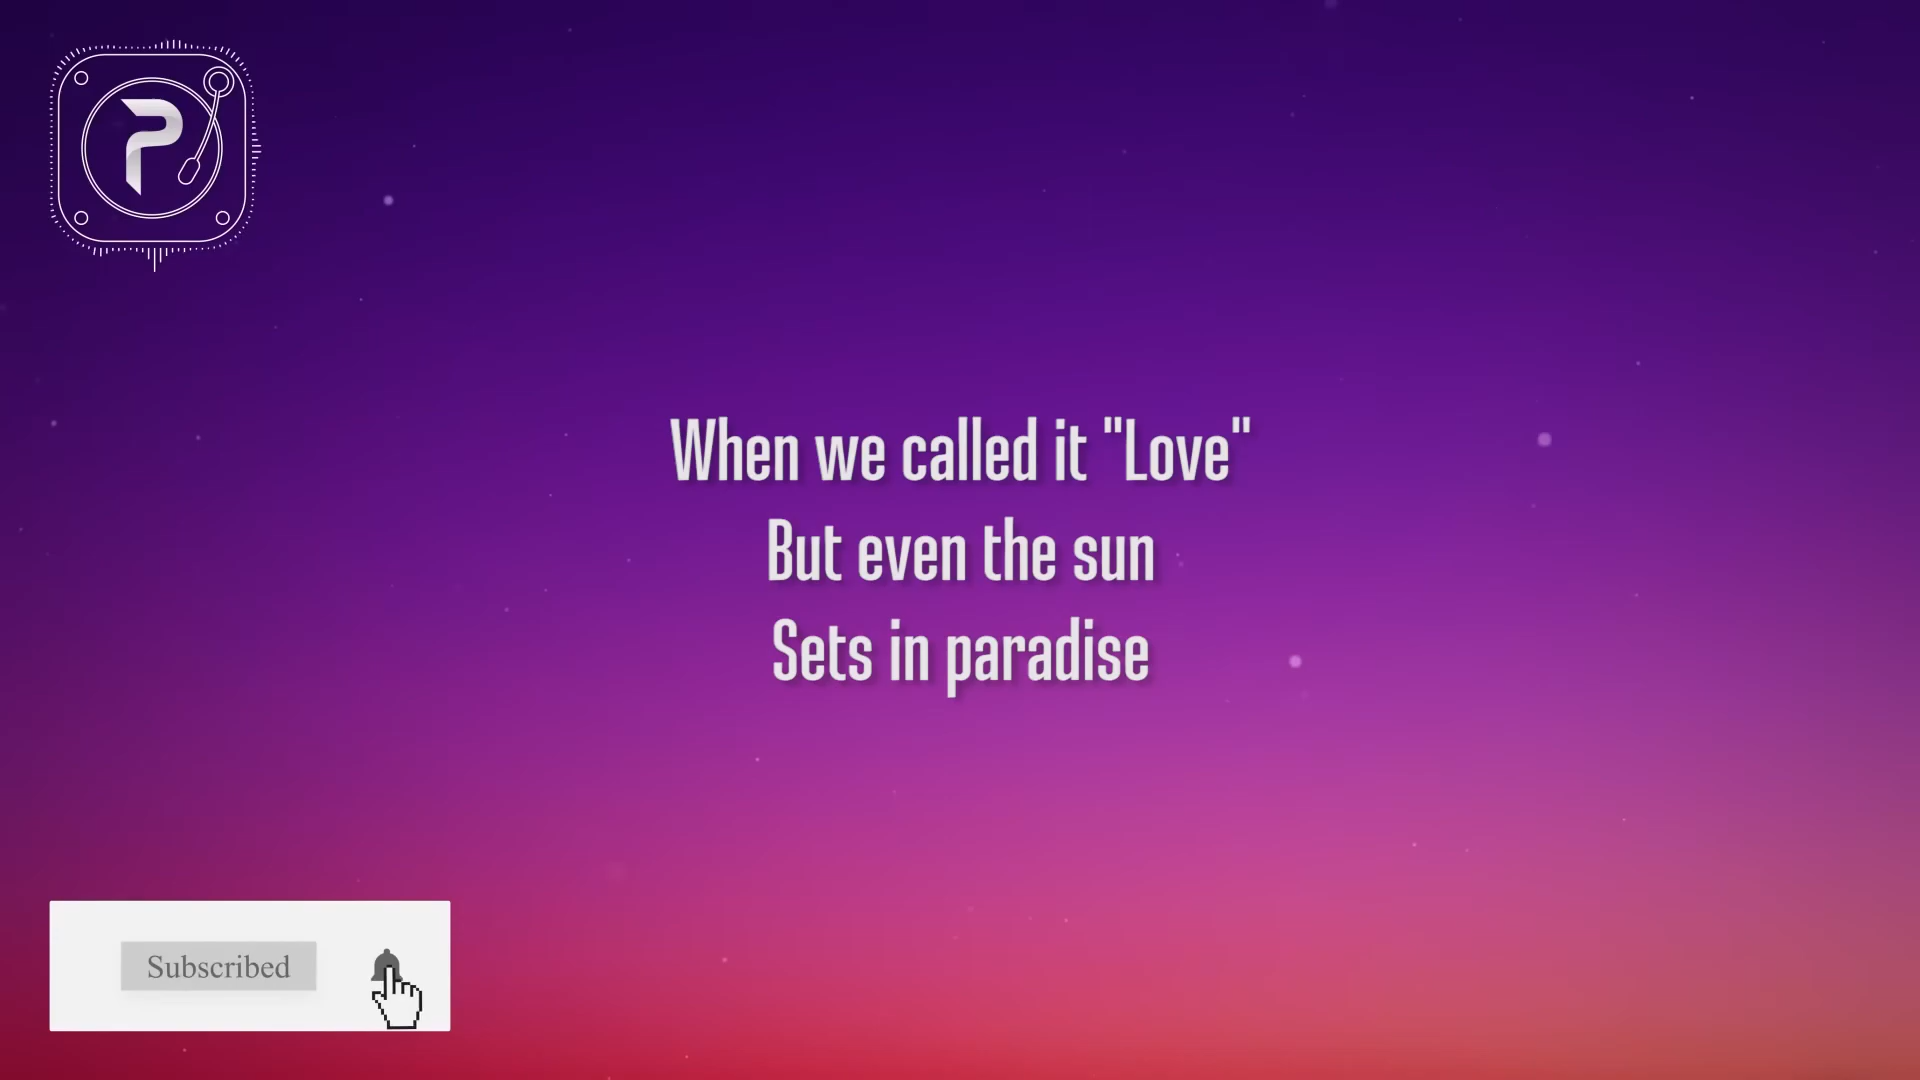 P
When we called it "Love"
But even the sun
Sets in paradise
Subscribed